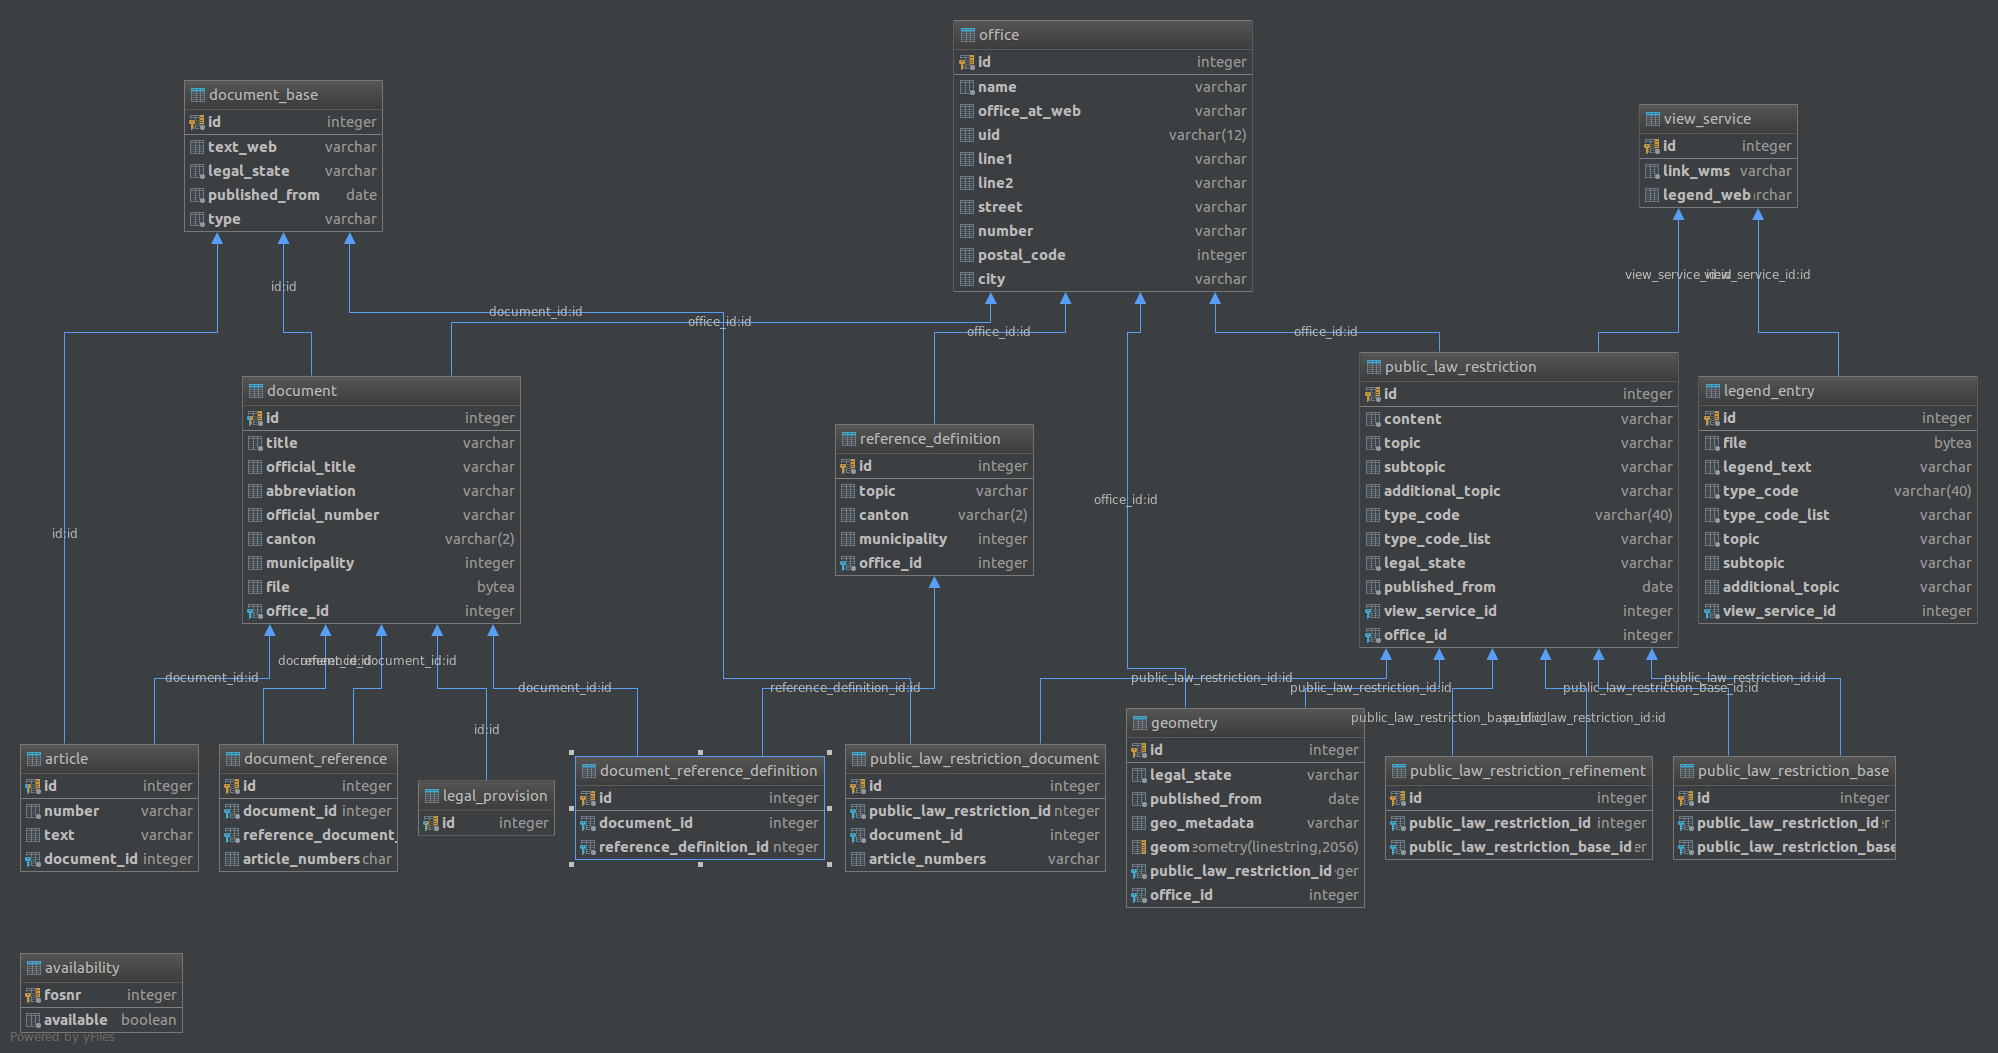 office
id integer
name varchar
office_at_web varchar
uid varchar(12)
line1 varchar
line2 varchar
street varchar
number varchar
postal_code integer
city varchar
document_base
id integer
text_web varchar
legal_state varchar
published_from date
type varchar
view_service
id integer
link_wms varchar
legend_web rchar
id:id
document_id:id
office_id:id
office_id:id
office_id:id
view_service_id:id
view_service_id:id
document
id integer
title varchar
official_title varchar
abbreviation varchar
official_number varchar
canton varchar(2)
municipality integer
file bytea
office_id integer
reference_definition
id integer
topic varchar
canton varchar(2)
municipality integer
office_id integer
office_id:id
public_law_restriction
id integer
content varchar
topic varchar
subtopic varchar
additional_topic varchar
type_code varchar(40)
type_code_list varchar
legal_state varchar
published_from date
view_service_id integer
office_id integer
legend_entry
id integer
file bytea
legend_text varchar
type_code varchar(40)
type_code_list varchar
topic varchar
subtopic varchar
additional_topic varchar
view_service_id integer
id:id
document_id:id
document_id:id
reference_document_id:id
id:id
document_id:id
reference_definition_id:id
public_law_restriction_id:id
public_law_restriction_id:id
public_law_restriction_base_id:id
public_law_restriction_id:id
public_law_restriction_base_id:id
public_law_restriction_id:id
article
id integer
number varchar
text varchar
document_id integer
document_reference
id integer
document_id integer
reference_document_
article_numbers char
legal_provision
id integer
document_reference_definition
id integer
document_id integer
reference_definition_id nteger
public_law_restriction_document
id integer
public_law_restriction_id nteger
document_id integer
article_numbers varchar
geometry
id integer
legal_state varchar
published_from date
geo_metadata varchar
geom eometry(linestring,2056)
public_law_restriction_id ger
office_id integer
public_law_restriction_refinement
id integer
public_law_restriction_id integer
public_law_restriction_base_id er
public_law_restriction_base
id integer
public_law_restriction_id r
public_law_restriction_base
availability
fosnr integer
available boolean
Powered by yFiles